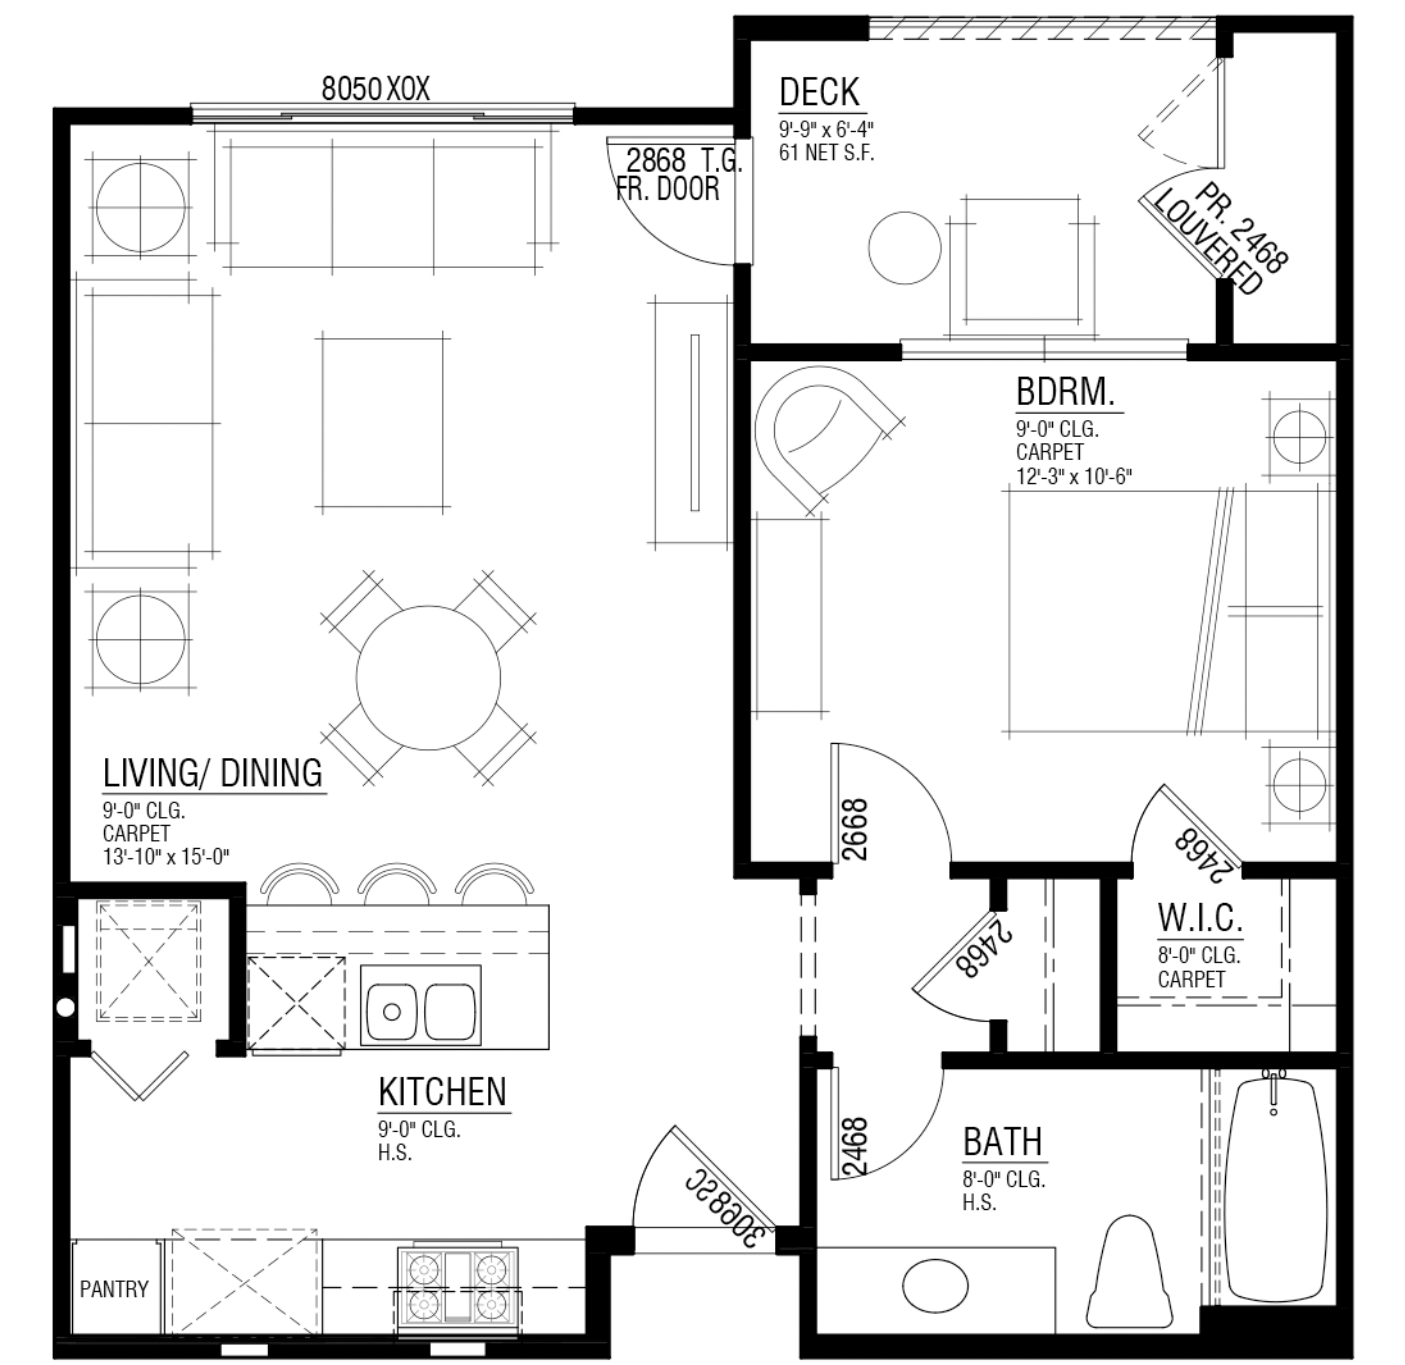 8050 XOX
DECK
9'-9" x 6'-4"
61 NET S.F.
2868 T.G.
FR. DOOR
PR. 2468
LOUVERED
BDRM.
9'-0" CLG.
CARPET
12'-3" x 10'-6"
LIVING/ DINING
9'-0" CLG.
CARPET
13'-10" x 15'-0"
2668
2468
W.I.C.
8'-0" CLG.
CARPET
2468
KITCHEN
9'-0" CLG.
H.S.
2468
BATH
8'-0" CLG.
H.S.
30682C
PANTRY